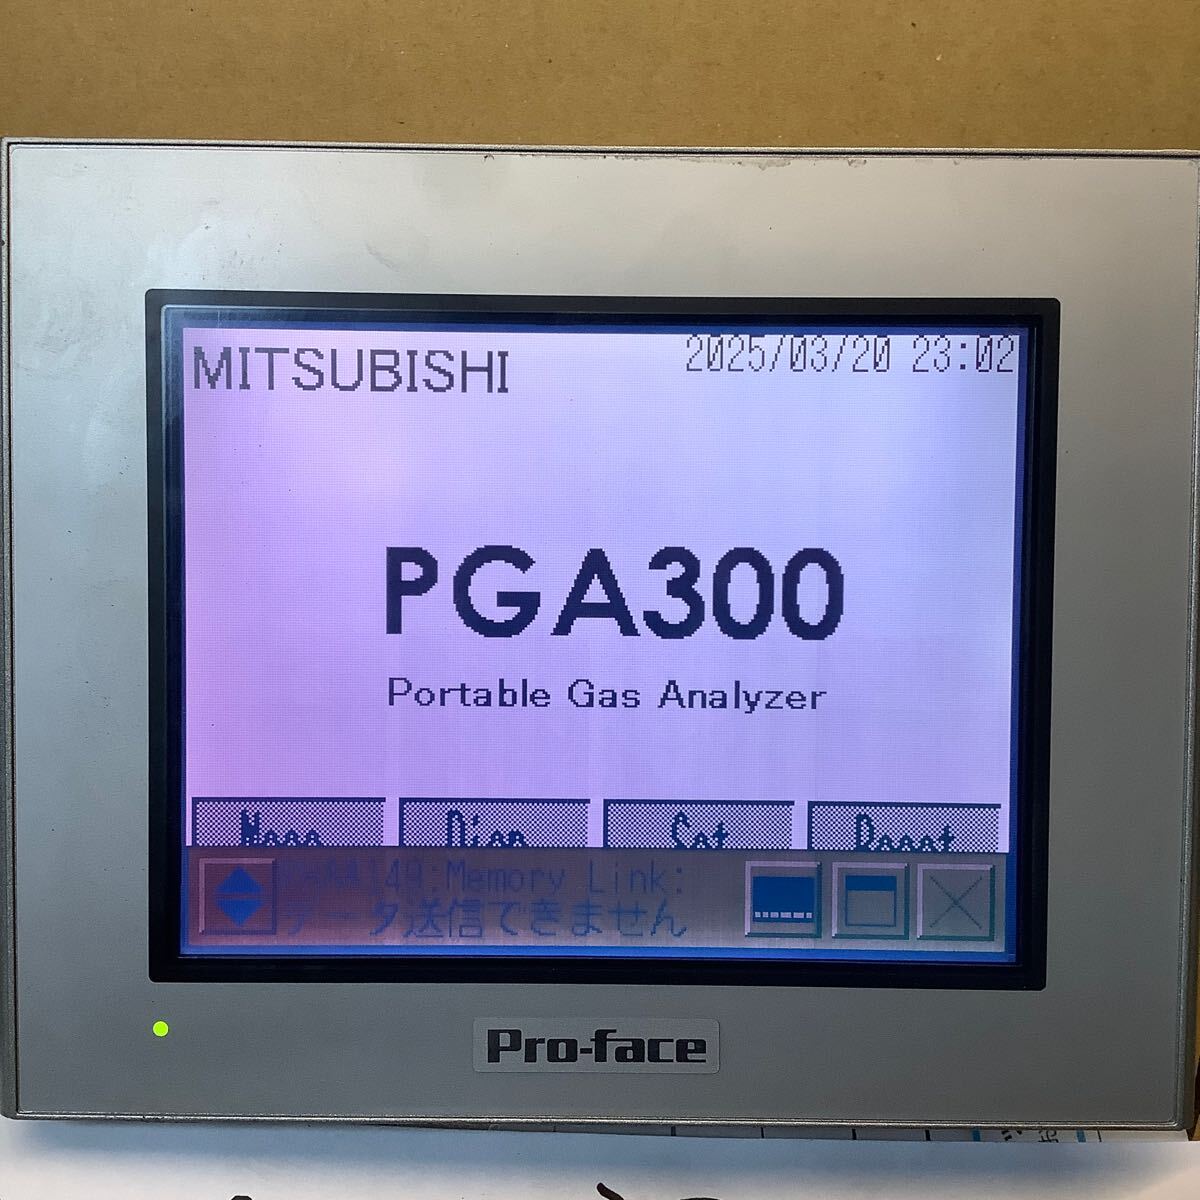 MITSUBISHI
2025/03/20 23:02
PGA300
Portable Gas Analyzer
:Memory Link:
データ送信できません
Pro-face